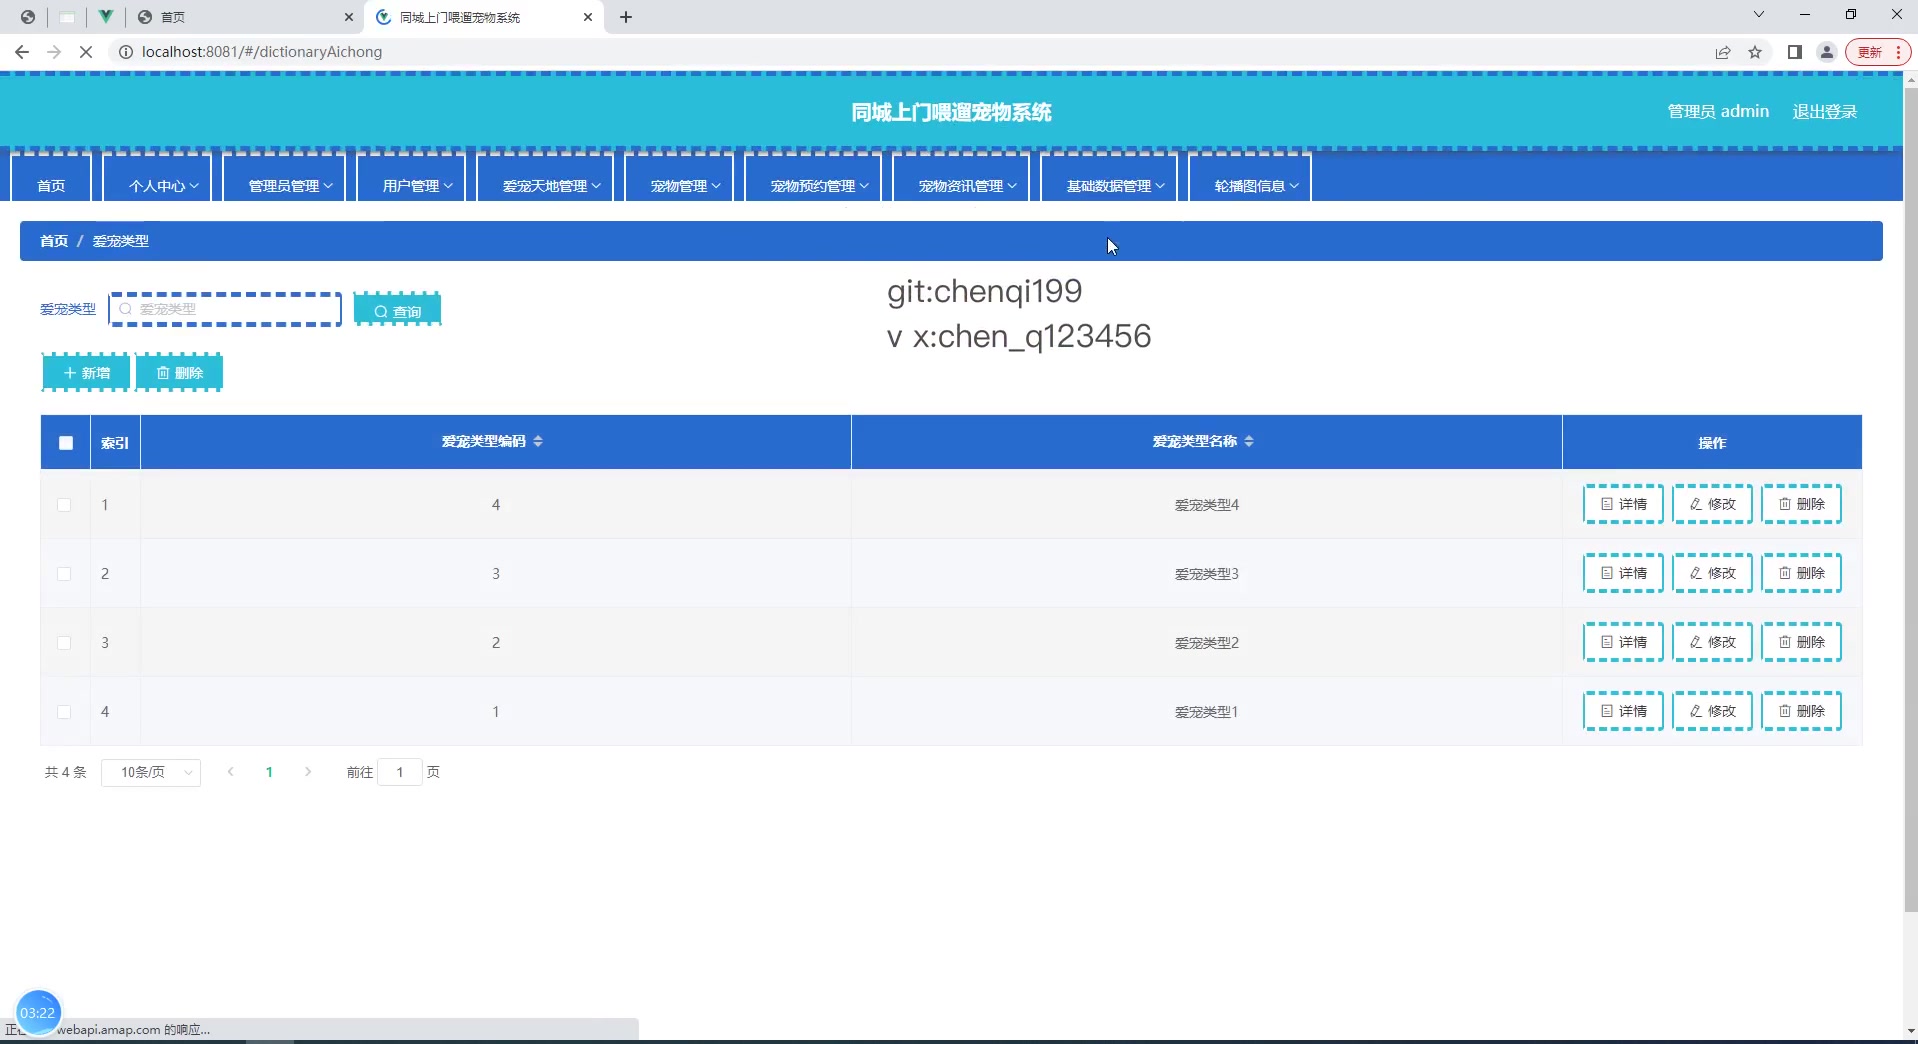 首页
同城上门喂遛宠物系统
localhost:8081/#/dictionaryAichong
更新
同城上门喂遛宠物系统
管理员 admin
退出登录
首页
个人中心
管理员管理
用户管理
爱宠天地管理
宠物管理
宠物预约管理
宠物资讯管理
基础数据管理
轮播图信息
首页 / 爱宠类型
git:chenqi199
v x:chen_q123456
爱宠类型
爱宠类型
查询
新增
删除
索引 爱宠类型编码 爱宠类型名称 操作
1 4 爱宠类型4 详情 修改 删除
2 3 爱宠类型3 详情 修改 删除
3 2 爱宠类型2 详情 修改 删除
4 1 爱宠类型1 详情 修改 删除
共 4 条 10条/页 1 前往 1 页
03:22
webapi.amap.com 的响应...